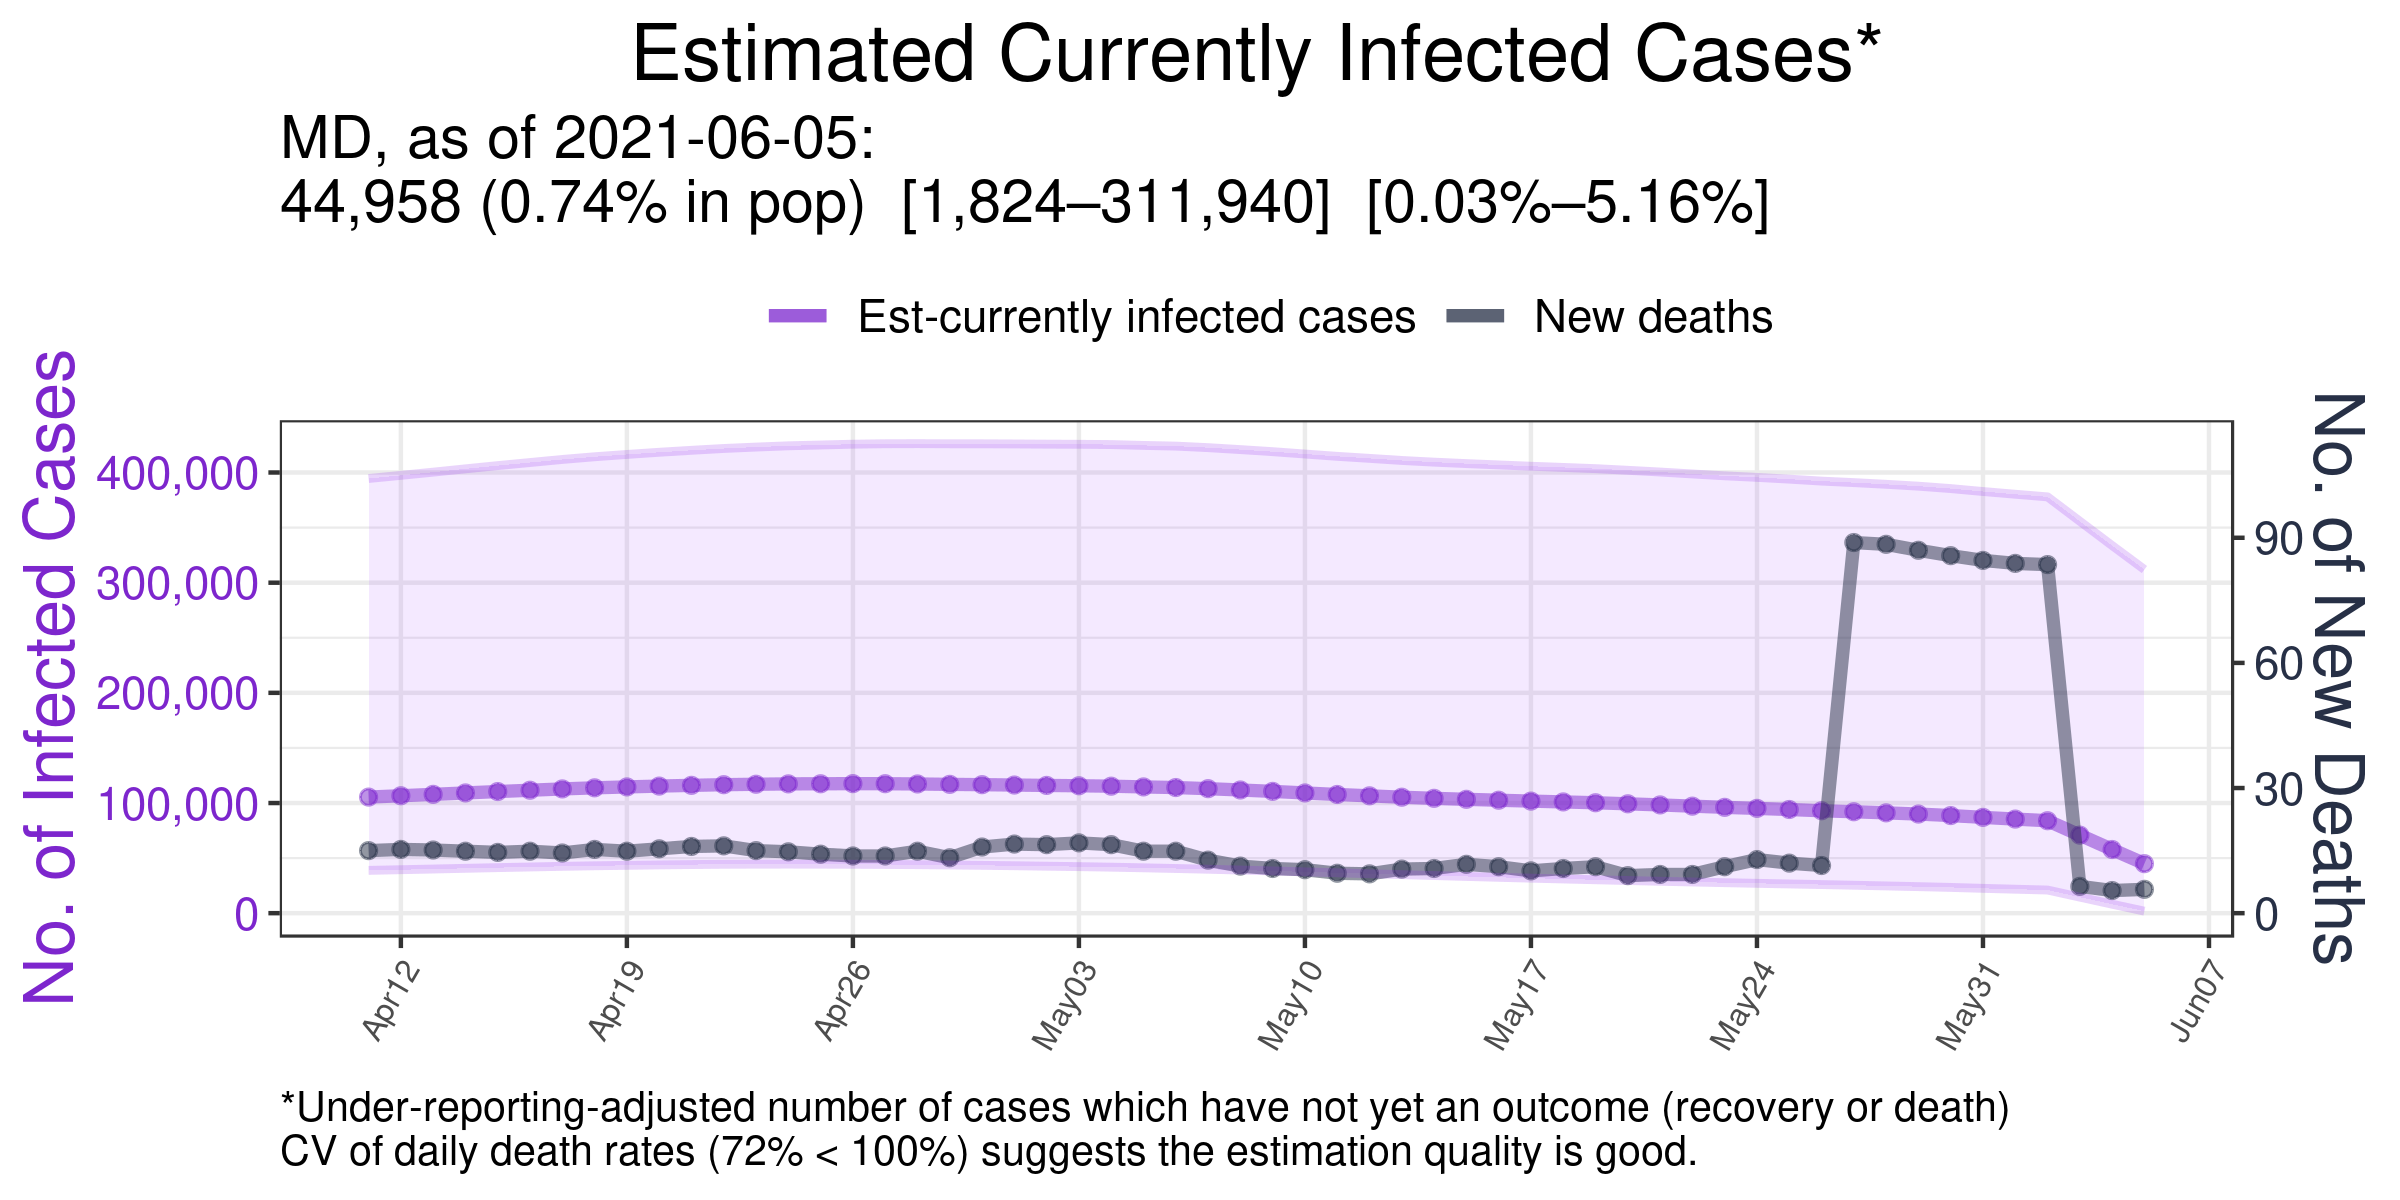 Estimated Currently Infected Cases*
MD, as of 2021-06-05:
44,958 (0.74% in pop)  [1,824–311,940]  [0.03%–5.16%]
Est-currently infected cases
New deaths
No. of Infected Cases
400,000
300,000
200,000
100,000
0
90
60
30
0
No. of New Deaths
Apr12
Apr19
Apr26
May03
May10
May17
May24
May31
Jun07
*Under-reporting-adjusted number of cases which have not yet an outcome (recovery or death)
CV of daily death rates (72% < 100%) suggests the estimation quality is good.